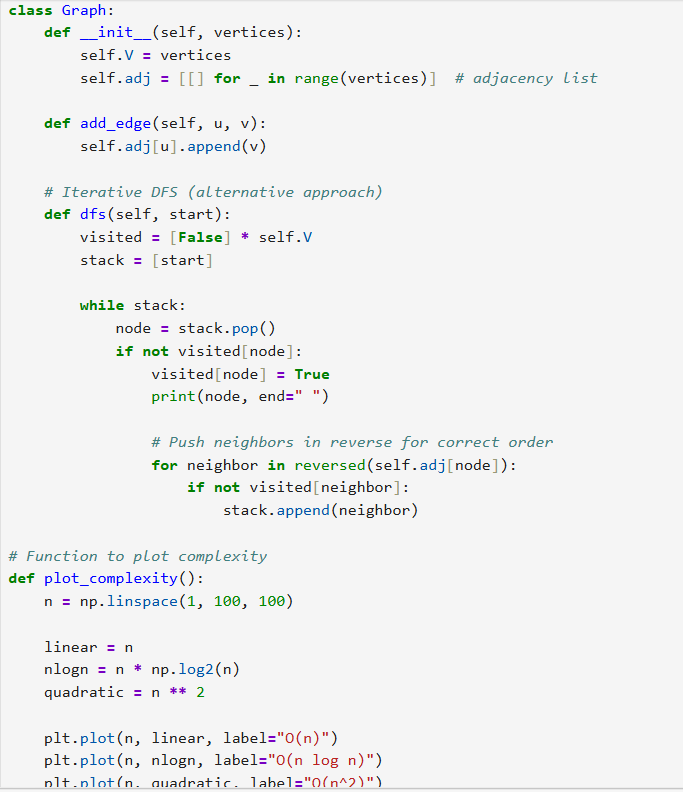 class Graph:
    def __init__(self, vertices):
        self.V = vertices
        self.adj = [[] for _ in range(vertices)]  # adjacency list

    def add_edge(self, u, v):
        self.adj[u].append(v)

    # Iterative DFS (alternative approach)
    def dfs(self, start):
        visited = [False] * self.V
        stack = [start]

        while stack:
            node = stack.pop()
            if not visited[node]:
                visited[node] = True
                print(node, end=" ")

                # Push neighbors in reverse for correct order
                for neighbor in reversed(self.adj[node]):
                    if not visited[neighbor]:
                        stack.append(neighbor)

# Function to plot complexity
def plot_complexity():
    n = np.linspace(1, 100, 100)

    linear = n
    nlogn = n * np.log2(n)
    quadratic = n ** 2

    plt.plot(n, linear, label="O(n)")
    plt.plot(n, nlogn, label="O(n log n)")
    plt.plot(n, quadratic, label="O(n^2)")